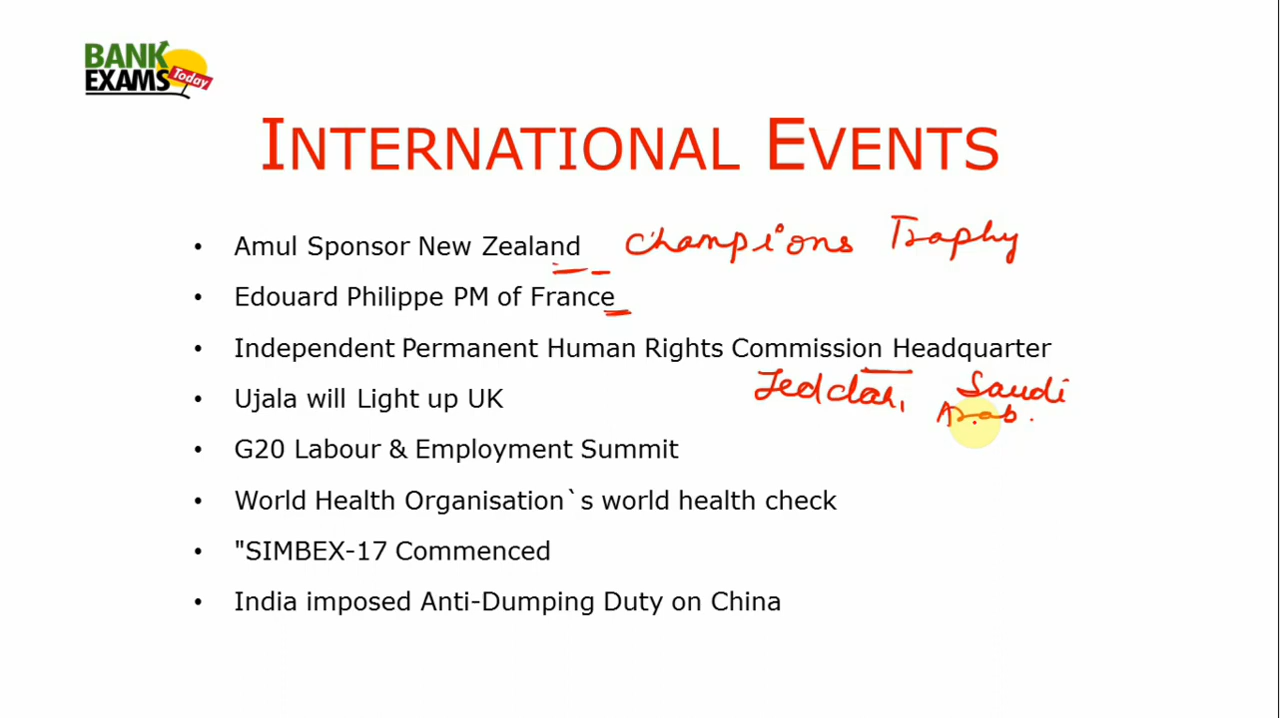 BANK
EXAMS Today
INTERNATIONAL EVENTS
• Amul Sponsor New Zealand Champions Trophy
• Edouard Philippe PM of France
• Independent Permanent Human Rights Commission Headquarter
Jeddah, Saudi
Arab.
• Ujala will Light up UK
• G20 Labour & Employment Summit
• World Health Organisation`s world health check
• "SIMBEX-17 Commenced
• India imposed Anti-Dumping Duty on China